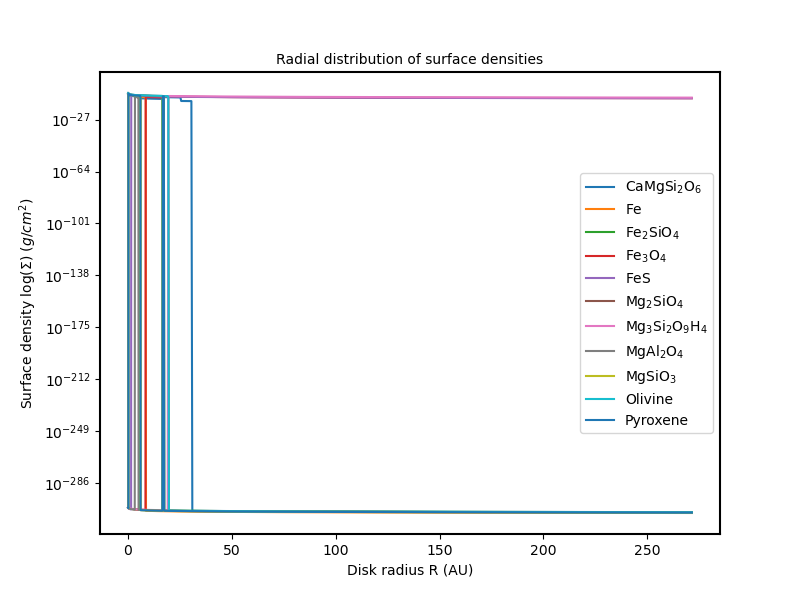 Radial distribution of surface densities
Surface density log(Σ) (g/cm²)
10⁻²⁷
10⁻⁶⁴
10⁻¹⁰¹
10⁻¹³⁸
10⁻¹⁷⁵
10⁻²¹²
10⁻²⁴⁹
10⁻²⁸⁶
CaMgSi₂O₆
Fe
Fe₂SiO₄
Fe₃O₄
FeS
Mg₂SiO₄
Mg₃Si₂O₉H₄
MgAl₂O₄
MgSiO₃
Olivine
Pyroxene
0 50 100 150 200 250
Disk radius R (AU)